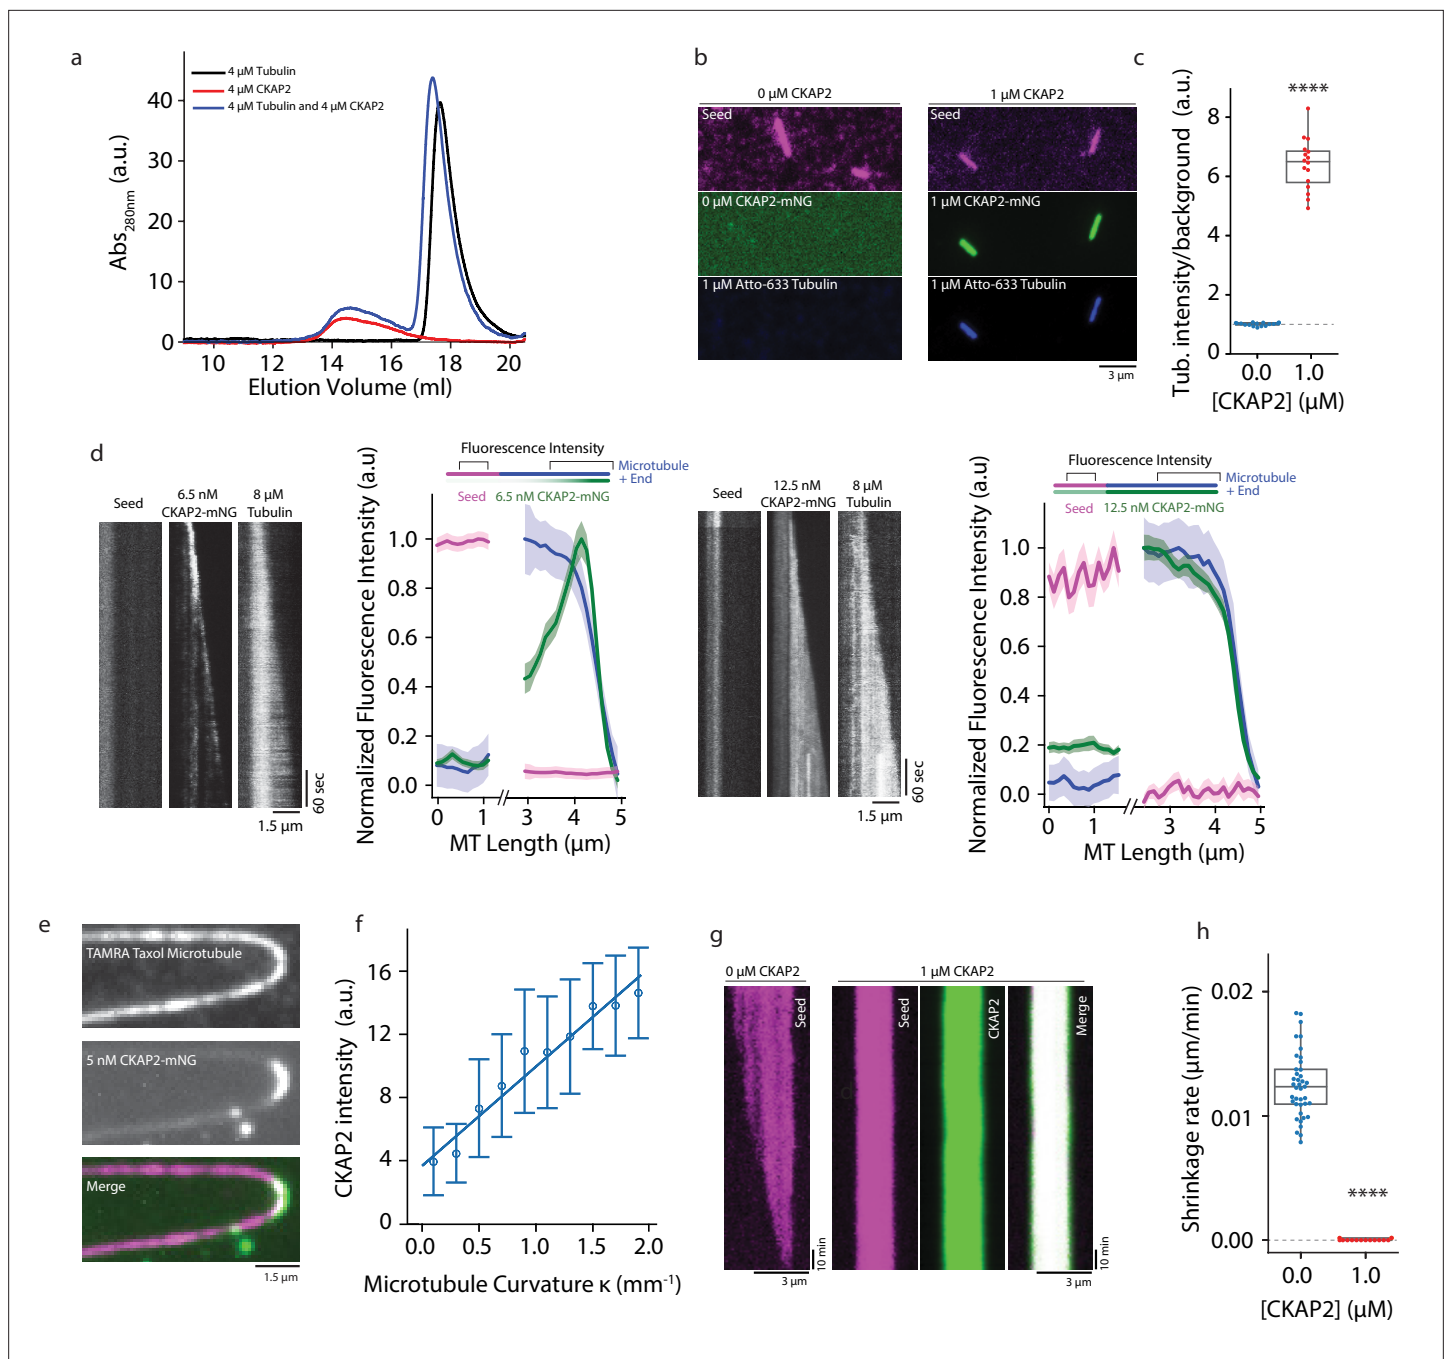 a
4 µM Tubulin
4 µM CKAP2
4 µM Tubulin and 4 µM CKAP2
Abs280nm (a.u.)
40
30
20
10
0
10 12 14 16 18 20
Elution Volume (ml)
b
0 µM CKAP2
1 µM CKAP2
Seed
Seed
0 µM CKAP2-mNG
1 µM CKAP2-mNG
1 µM Atto-633 Tubulin
1 µM Atto-633 Tubulin
3 µm
c
Tub. intensity/background (a.u.)
****
8
6
4
2
0
0.0 1.0
[CKAP2] (µM)
d
Seed
6.5 nM
CKAP2-mNG
8 µM
Tubulin
60 sec
1.5 µm
Fluorescence Intensity
Microtubule
+ End
Seed 6.5 nM CKAP2-mNG
Normalized Fluorescence Intensity (a.u)
1.0
0.8
0.6
0.4
0.2
0.0
0 1 3 4 5
MT Length (µm)
Seed
12.5 nM
CKAP2-mNG
8 µM
Tubulin
60 sec
1.5 µm
Fluorescence Intensity
Microtubule
+ End
Seed 12.5 nM CKAP2-mNG
Normalized Fluorescence Intensity (a.u)
1.0
0.8
0.6
0.4
0.2
0.0
0 1 3 4 5
MT Length (µm)
e
TAMRA Taxol Microtubule
5 nM CKAP2-mNG
Merge
1.5 µm
f
CKAP2 intensity (a.u.)
16
12
8
4
0
0.0 0.5 1.0 1.5 2.0
Microtubule Curvature κ (mm-1)
g
0 µM CKAP2
1 µM CKAP2
Seed
Seed
CKAP2
Merge
10 min
3 µm
10 min
3 µm
h
Shrinkage rate (µm/min)
0.02
0.01
0.00
****
0.0 1.0
[CKAP2] (µM)